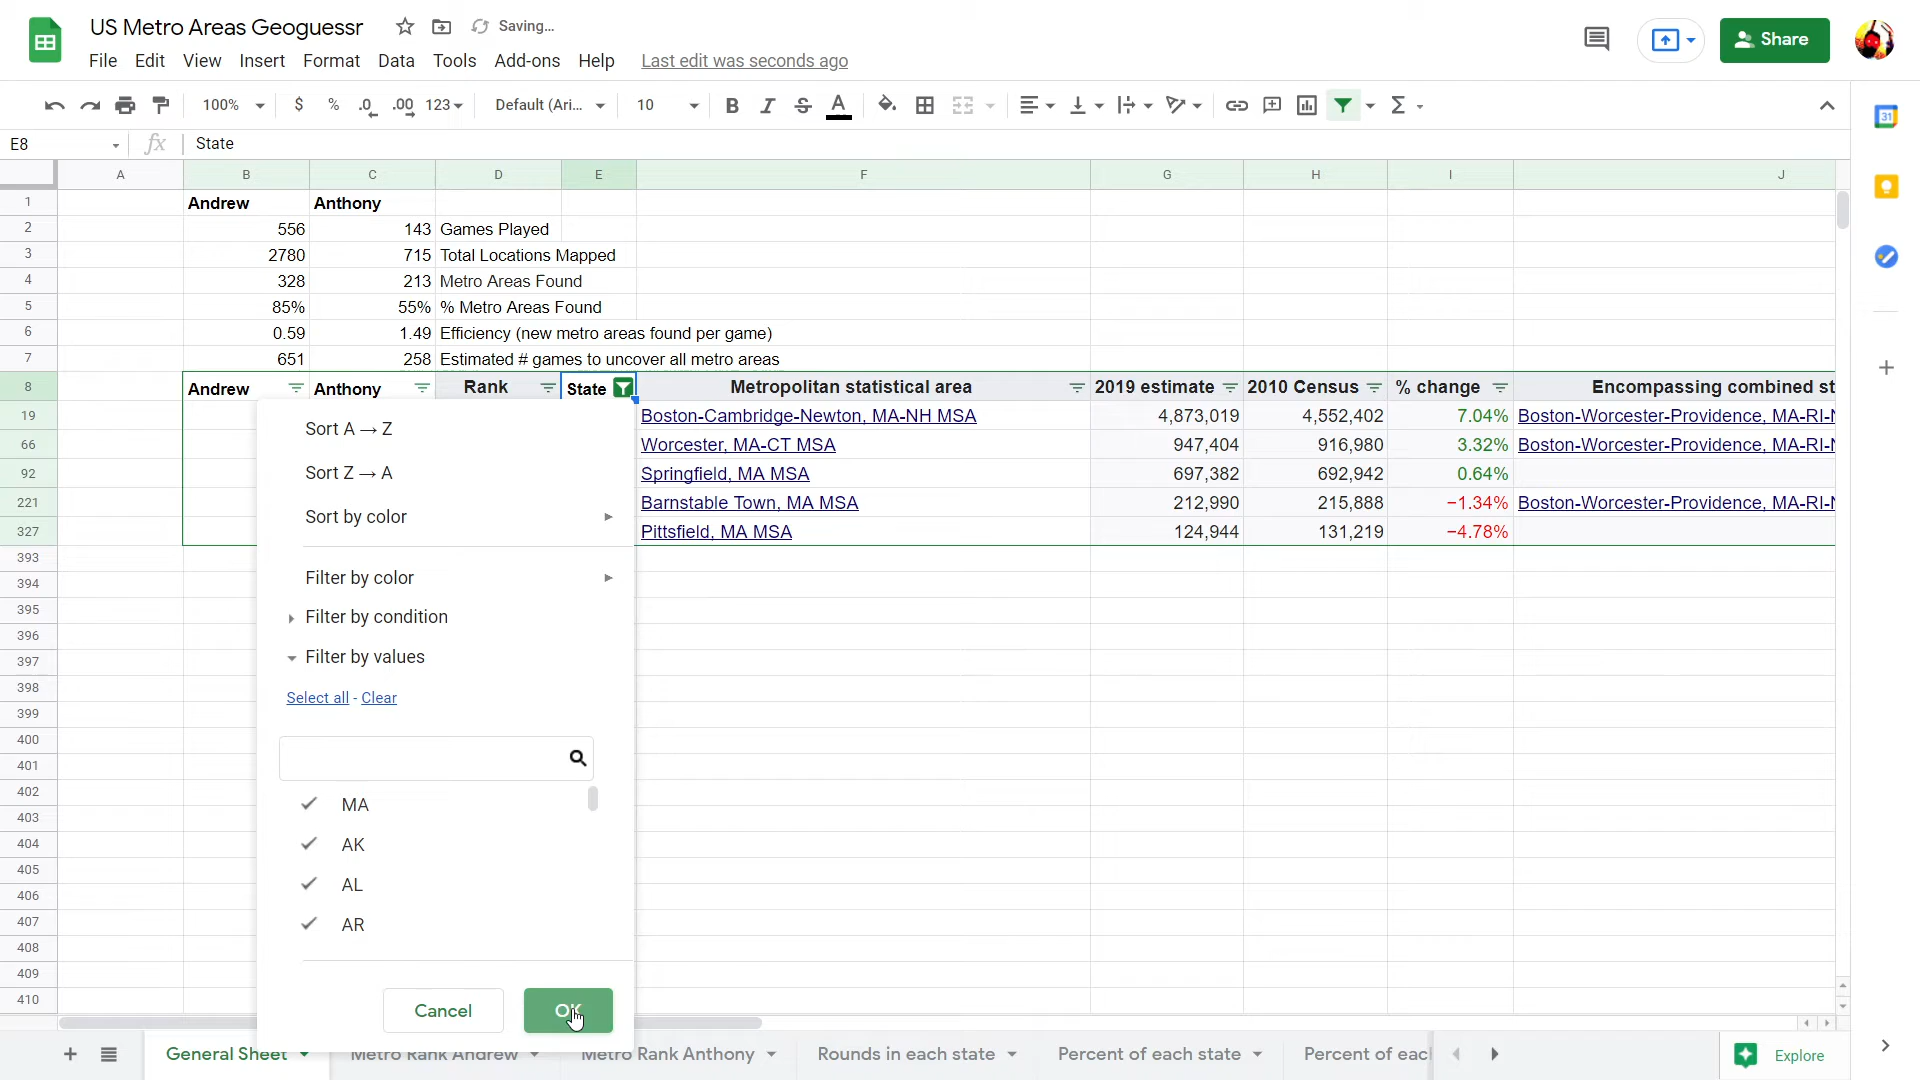 US Metro Areas Geoguessr Saving...
File Edit View Insert Format Data Tools Add-ons Help Last edit was seconds ago
Share
100% $ % .0 .00 123 Default (Ari... 10 B I S A Σ
31
E8 fx State
A B C D E F G H I J
1 Andrew Anthony
2 556 143 Games Played
3 2780 715 Total Locations Mapped
4 328 213 Metro Areas Found
5 85% 55% % Metro Areas Found
6 0.59 1.49 Efficiency (new metro areas found per game)
7 651 258 Estimated # games to uncover all metro areas
8 Andrew Anthony Rank State Metropolitan statistical area 2019 estimate 2010 Census % change Encompassing combined st
19 Boston-Cambridge-Newton, MA-NH MSA 4,873,019 4,552,402 7.04% Boston-Worcester-Providence, MA-RI-N
66 Worcester, MA-CT MSA 947,404 916,980 3.32% Boston-Worcester-Providence, MA-RI-N
92 Springfield, MA MSA 697,382 692,942 0.64%
221 Barnstable Town, MA MSA 212,990 215,888 −1.34% Boston-Worcester-Providence, MA-RI-N
327 Pittsfield, MA MSA 124,944 131,219 −4.78%
393
394
395
396
397
398
399
400
401
402
403
404
405
406
407
408
409
410
Sort A → Z
Sort Z → A
Sort by color
Filter by color
Filter by condition
Filter by values
Select all - Clear
MA
AK
AL
AR
Cancel OK
General Sheet Metro Rank Andrew Metro Rank Anthony Rounds in each state Percent of each state Percent of eac
Explore